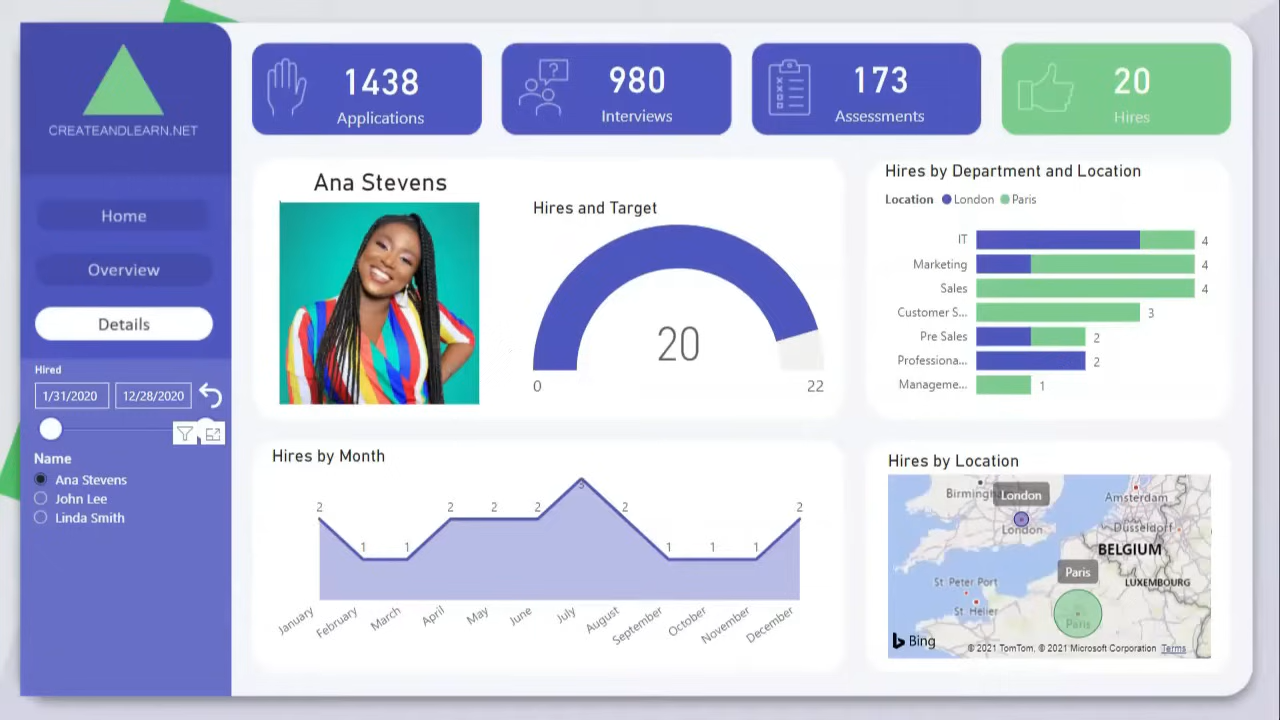 CREATEANDLEARN.NET
Home
Overview
Details
Hired
1/31/2020
12/28/2020
Name
Ana Stevens
John Lee
Linda Smith
1438
Applications
980
Interviews
173
Assessments
20
Hires
Ana Stevens
Hires and Target
20
0
22
Hires by Department and Location
Location London Paris
IT 4
Marketing 4
Sales 4
Customer S... 3
Pre Sales 2
Professiona... 2
Manageme... 1
Hires by Month
2 1 1 2 2 2 3 2 1 1 1 2
January February March April May June July August September October November December
Hires by Location
London
London
Amsterdam
Düsseldorf
BELGIUM
Paris
LUXEMBOURG
St. Peter Port
St. Helier
Paris
Bing
© 2021 TomTom, © 2021 Microsoft Corporation Terms